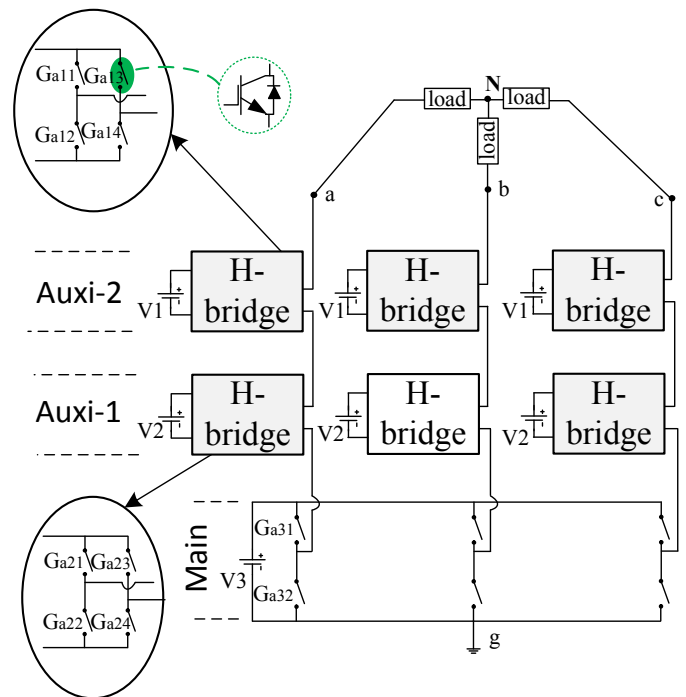 Ga11
Ga13
Ga12
Ga14
N
load
load
load
a
b
c
Auxi-2
V1
H-
bridge
V1
H-
bridge
V1
H-
bridge
Auxi-1
V2
H-
bridge
V2
H-
bridge
V2
H-
bridge
Main
V3
Ga31
Ga32
g
Ga21
Ga23
Ga22
Ga24